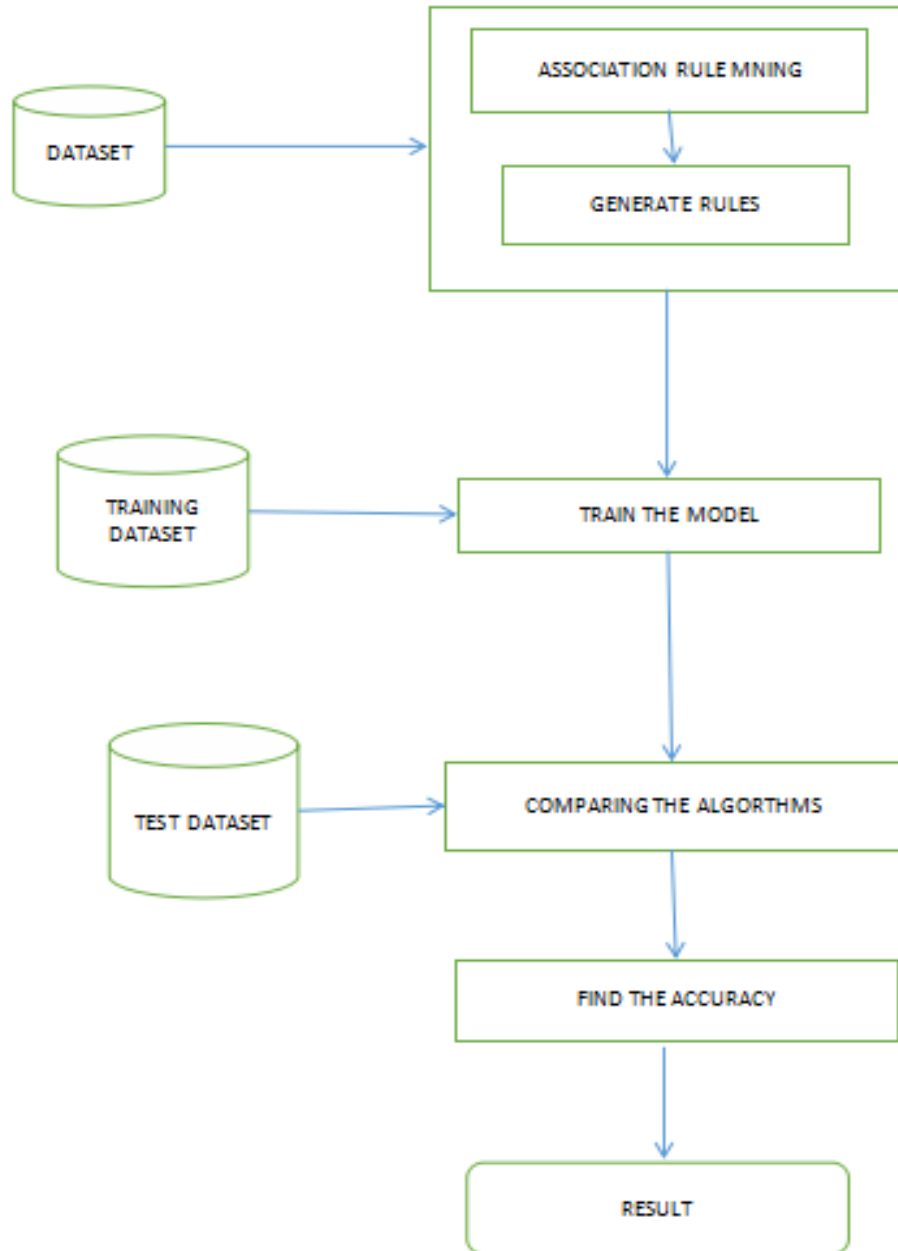 ASSOCIATION RULE MNING
DATASET
GENERATE RULES
TRAINING
DATASET
TRAIN THE MODEL
TEST DATASET
COMPARING THE ALGORTHMS
FIND THE ACCURACY
RESULT